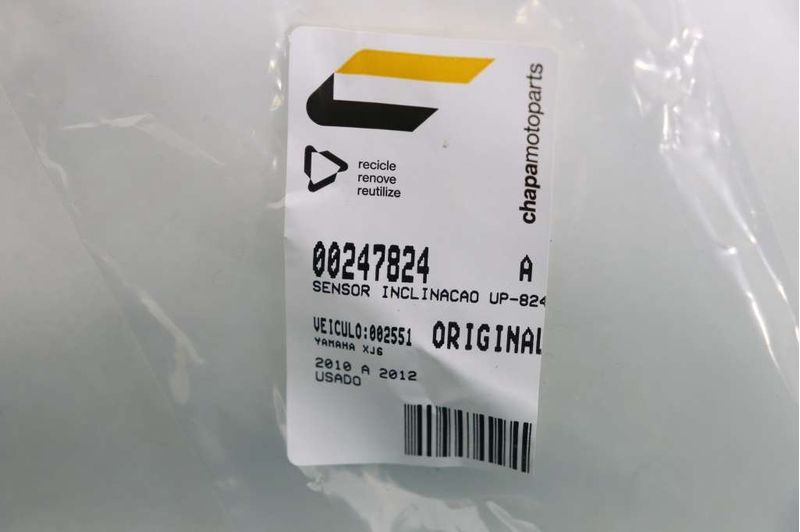 chapamotoparts
recicle
renove
reutilize
00247824 A
SENSOR INCLINACAO UP-824
VEICULO:002551 ORIGINAL
YAMAHA XJ6
2010 A 2012
USADO